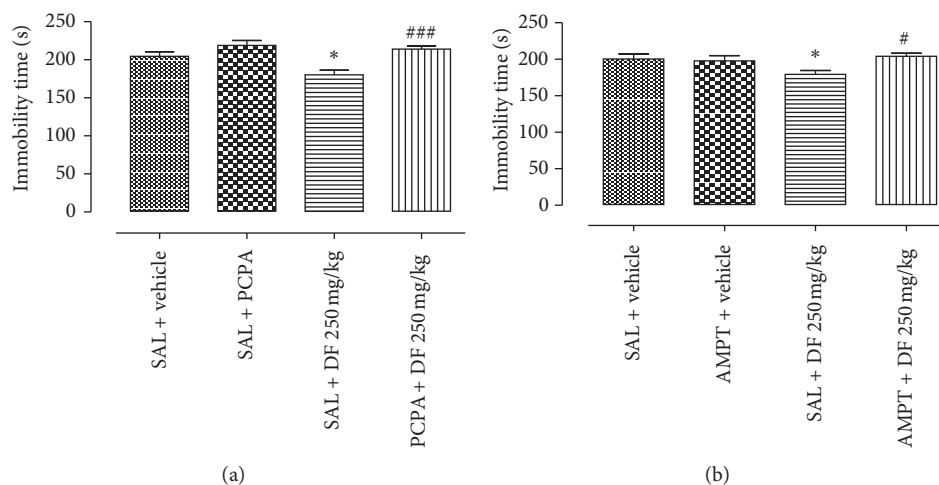 Immobility time (s)
250
200
150
100
50
0
*
###
SAL + vehicle
SAL + PCPA
SAL + DF 250 mg/kg
PCPA + DF 250 mg/kg
(a)
Immobility time (s)
250
200
150
100
50
0
*
#
SAL + vehicle
AMPT + vehicle
SAL + DF 250 mg/kg
AMPT + DF 250 mg/kg
(b)